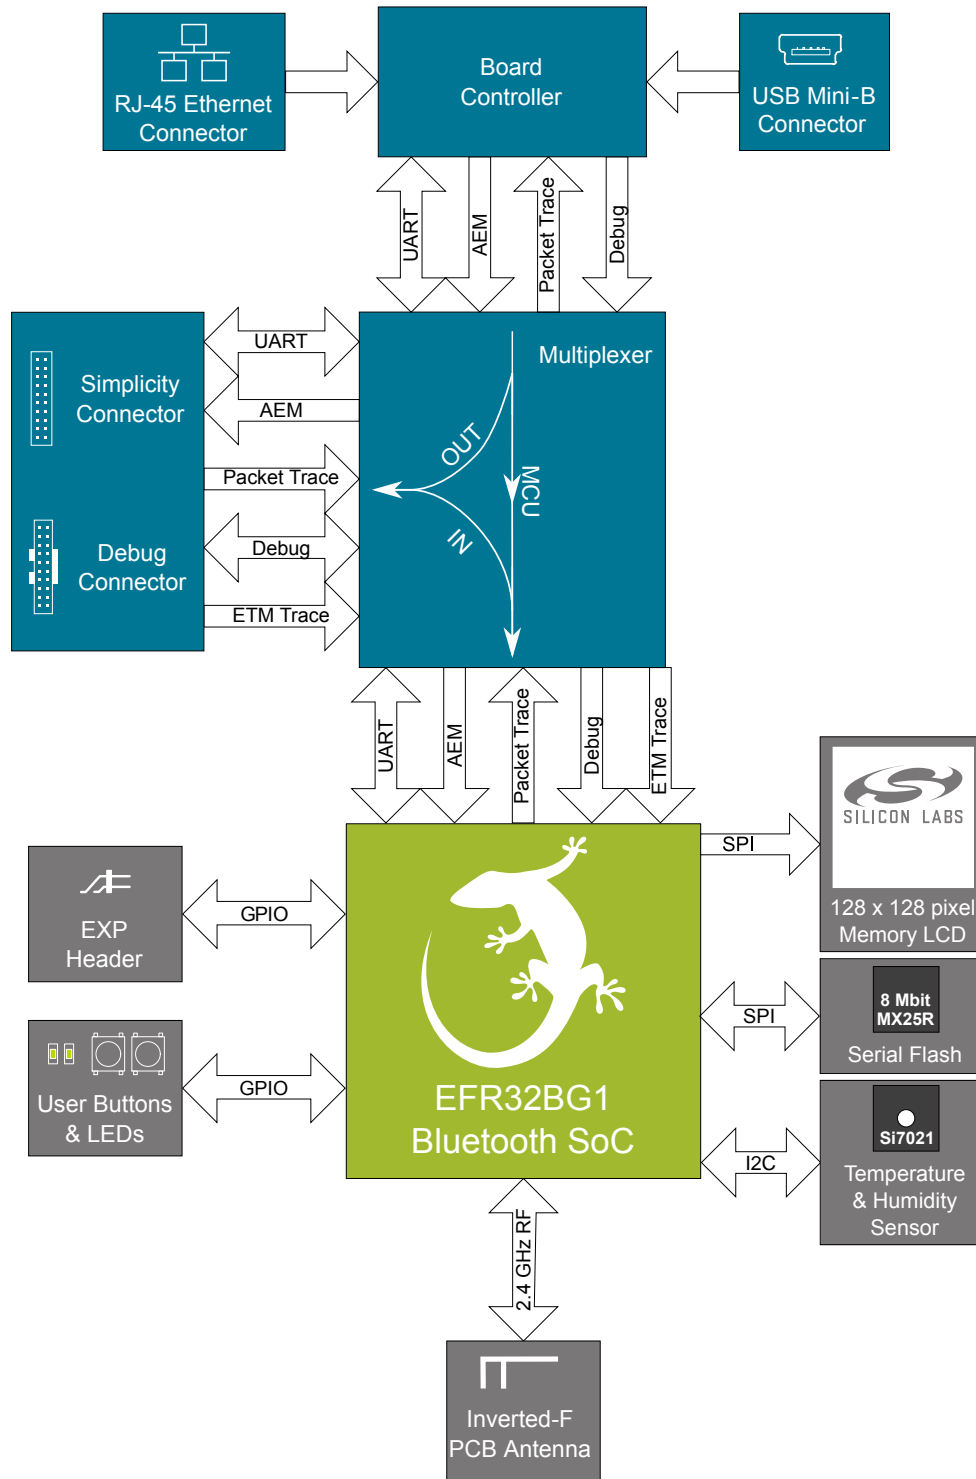 RJ-45 Ethernet
Connector
Board
Controller
USB Mini-B
Connector
UART
AEM
Packet Trace
Debug
Simplicity
Connector
Debug
Connector
UART
AEM
Packet Trace
Debug
ETM Trace
Multiplexer
OUT
MCU
IN
UART
AEM
Packet Trace
Debug
ETM Trace
EXP
Header
GPIO
User Buttons
& LEDs
GPIO
EFR32BG1
Bluetooth SoC
SPI
SILICON LABS
128 x 128 pixel
Memory LCD
SPI
8 Mbit
MX25R
Serial Flash
I2C
Si7021
Temperature
& Humidity
Sensor
2.4 GHz RF
Inverted-F
PCB Antenna